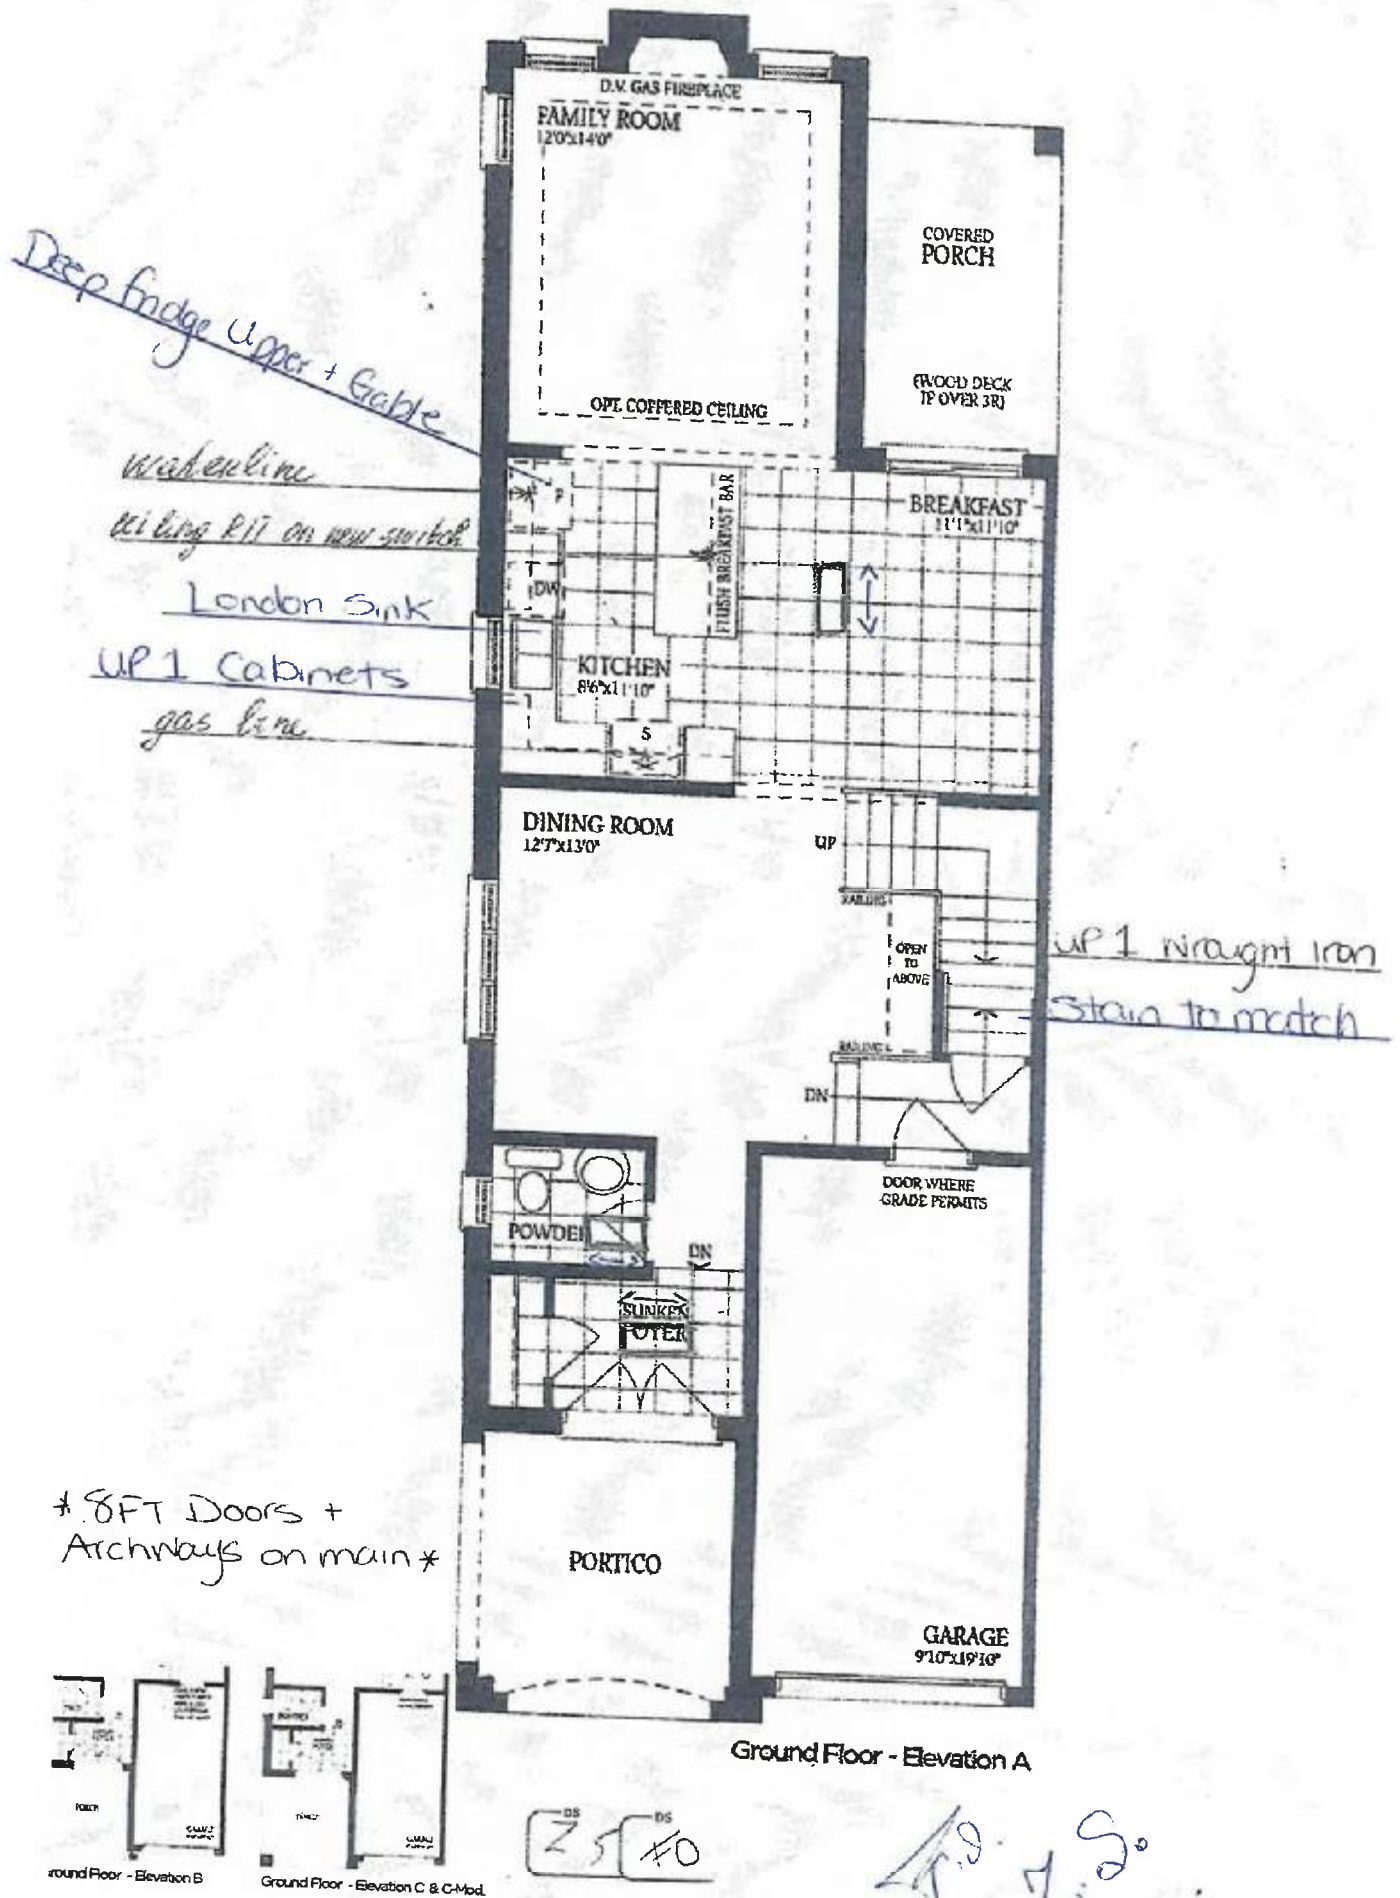 D.V. GAS FIREPLACE
FAMILY ROOM
12'0"x14'0"
COVERED
PORCH
(WOOD DECK
IF OVER 3R)
OPT. COFFERED CEILING
Deep fridge Upper + Gable
waterline
ceiling RIT on new switch
London Sink
UP 1 Cabinets
gas line
F
DW
FLUSH BREAKFAST BAR
BREAKFAST
11'1"x11'10"
KITCHEN
8'6"x11'10"
S
DINING ROOM
12'7"x13'0"
UP
RAILING
OPEN
TO
ABOVE
RAILING
DN
UP 1 wrought iron
Stain to match
DOOR WHERE
GRADE PERMITS
POWDER
DN
SUNKEN
FOYER
* 8FT Doors +
Archways on main *
PORTICO
GARAGE
9'10"x19'10"
Ground Floor - Elevation A
PORCH
round Floor - Elevation B
Ground Floor - Elevation C & C-Mod.
DS
DS